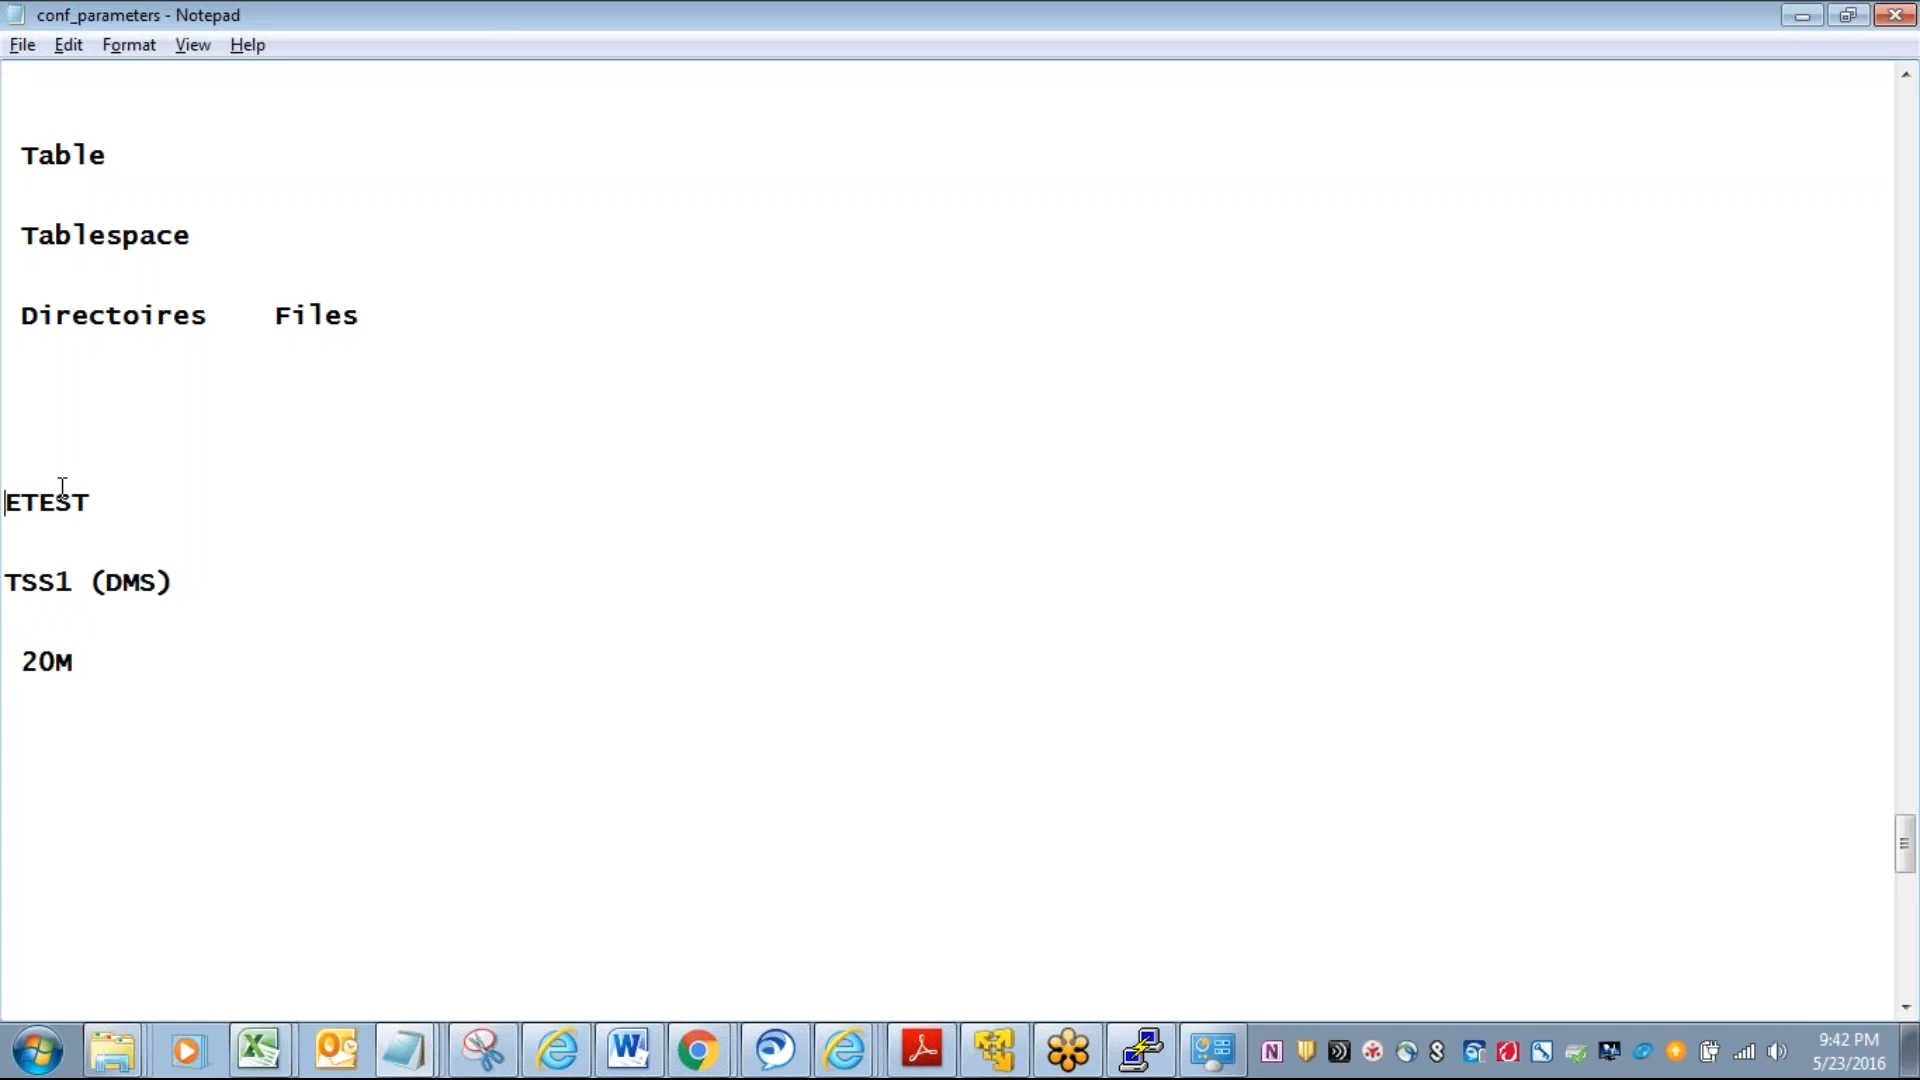 conf_parameters - Notepad
File Edit Format View Help
Table
Tablespace
Directoires Files
ETEST
TSS1 (DMS)
20M
9:42 PM
5/23/2016